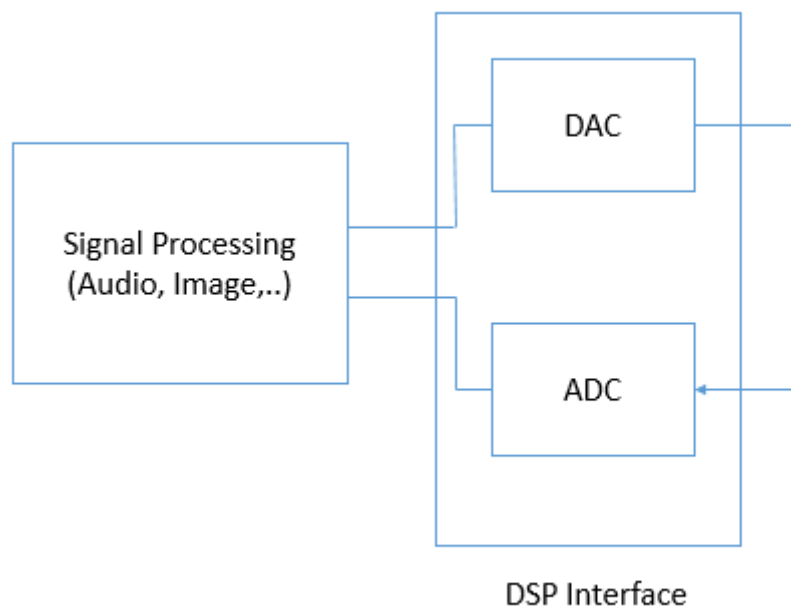 DAC
Signal Processing
(Audio, Image,..)
ADC
DSP Interface